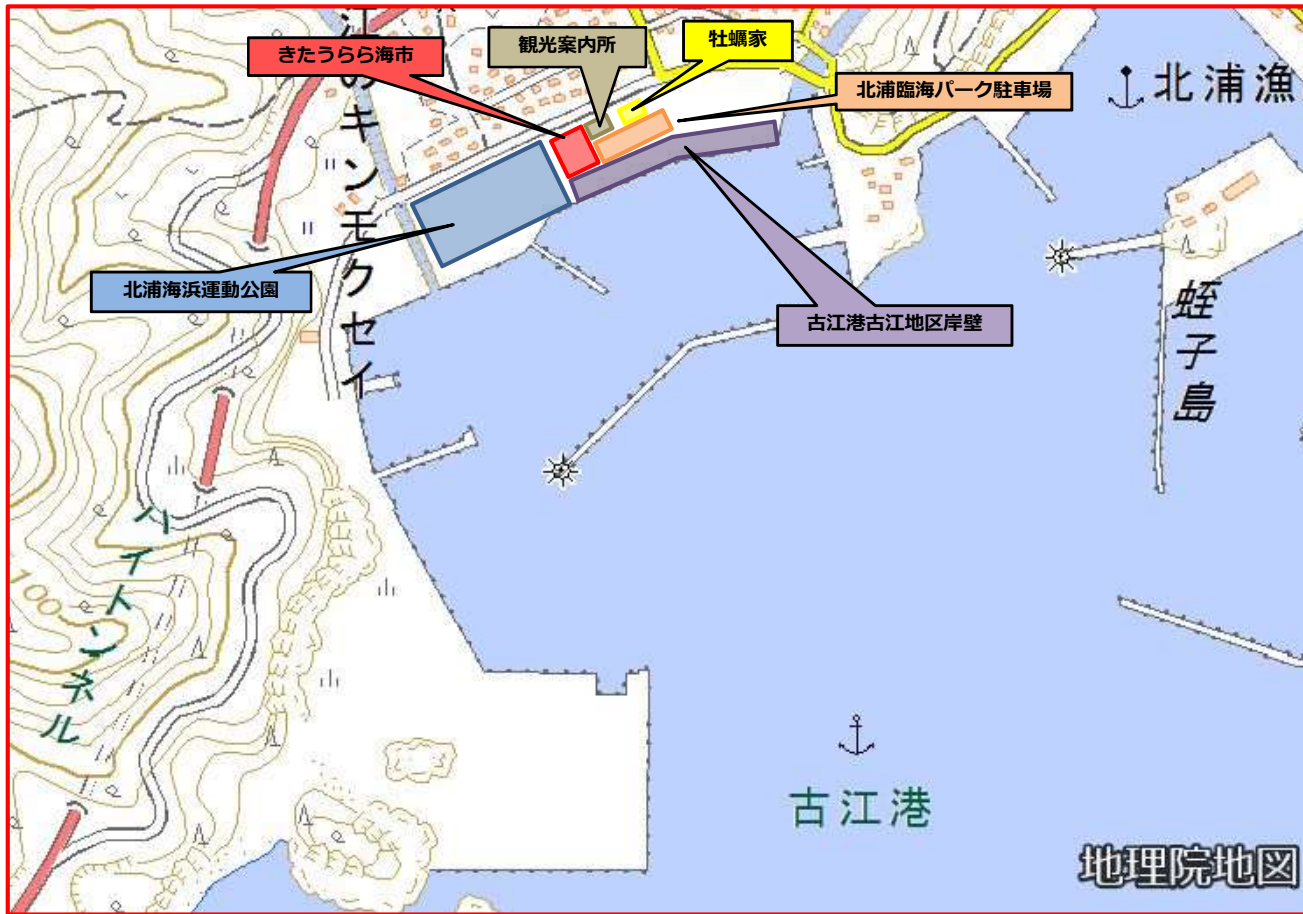 江のキンモクセイ
きたうらら海市
観光案内所
牡蠣家
北浦臨海パーク駐車場
北浦漁
北浦海浜運動公園
古江港古江地区岸壁
蛭子島
ハイトンネル
100
古江港
地理院地図